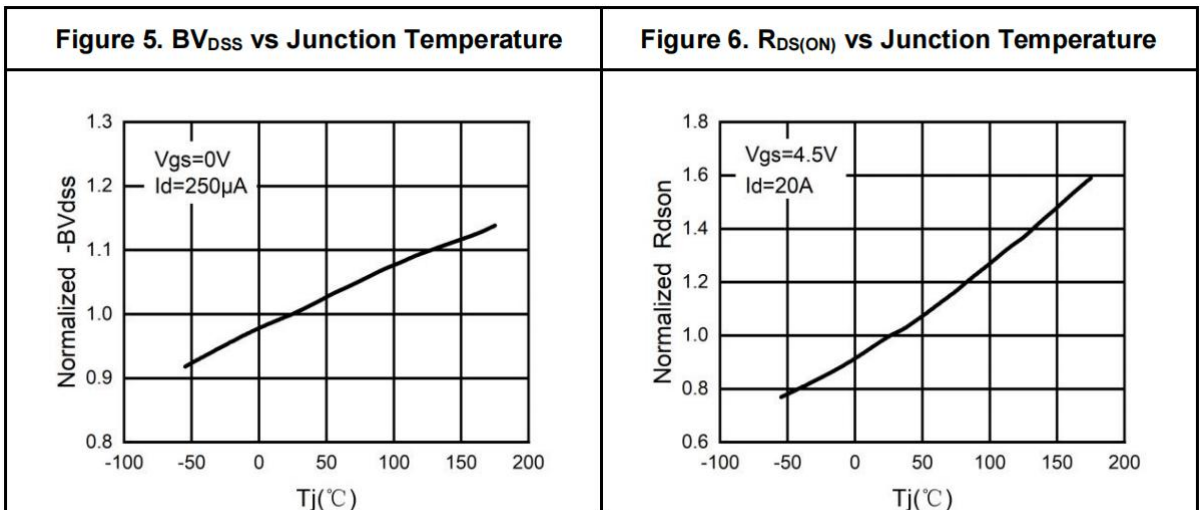 Figure 5. BVDSS vs Junction Temperature
Figure 6. RDS(ON) vs Junction Temperature
Normalized -BVdss
1.3
1.2
1.1
1.0
0.9
0.8
Vgs=0V
Id=250μA
-100 -50 0 50 100 150 200
Tj(℃)
Normalized Rdson
1.8
1.6
1.4
1.2
1.0
0.8
0.6
Vgs=4.5V
Id=20A
-100 -50 0 50 100 150 200
Tj(℃)